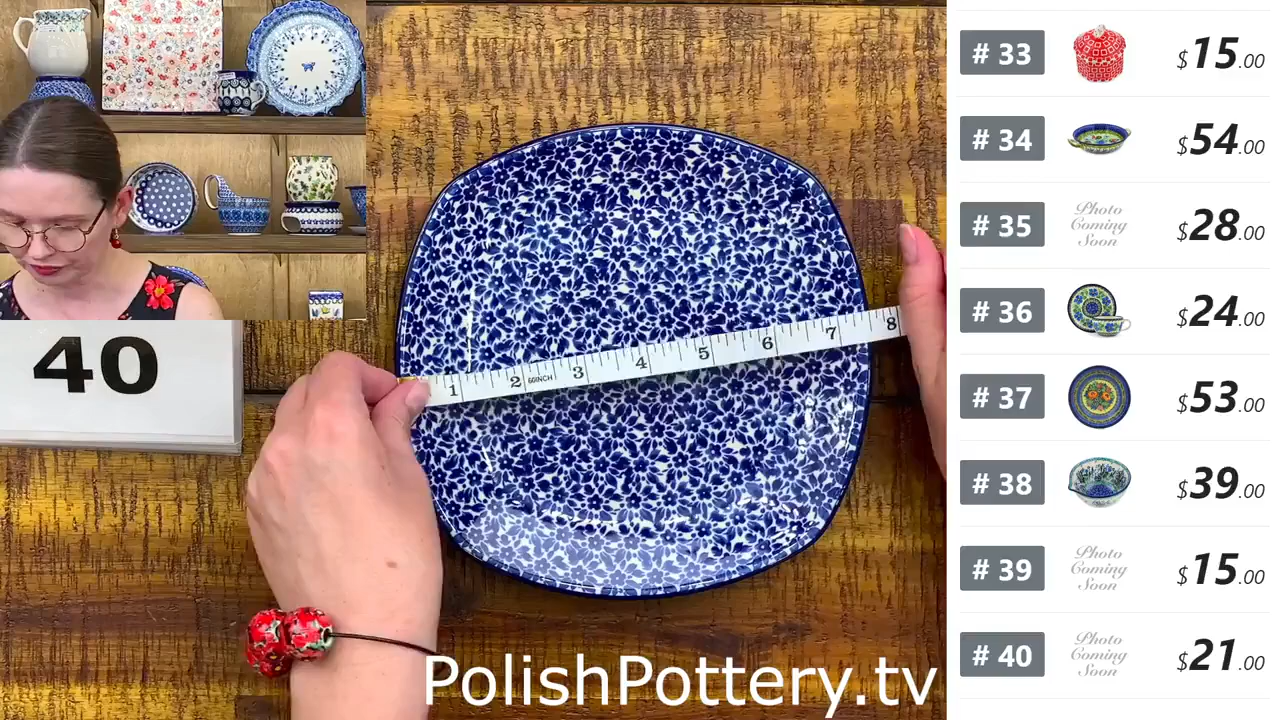 40
1 2 60INCH 3 4 5 6 7 8
PolishPottery.tv
# 33 $15.00
# 34 $54.00
# 35 Photo Coming Soon $28.00
# 36 $24.00
# 37 $53.00
# 38 $39.00
# 39 Photo Coming Soon $15.00
# 40 Photo Coming Soon $21.00